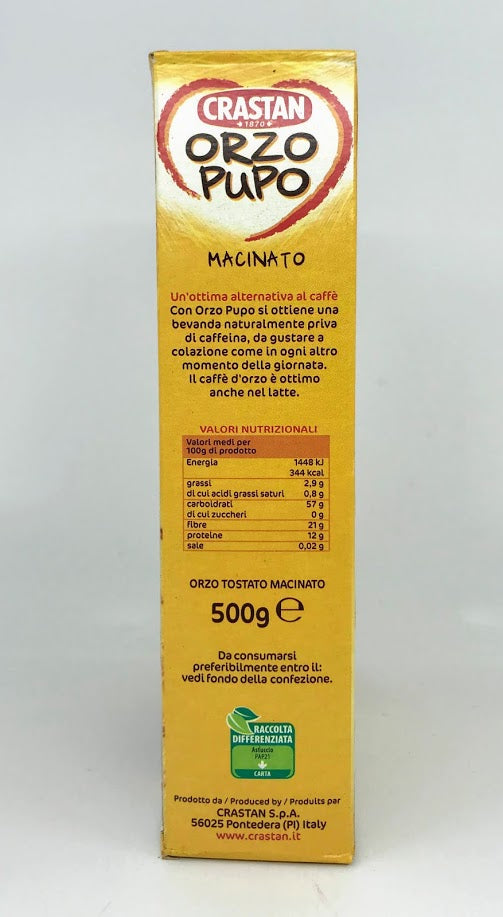 CRASTAN
1870
ORZO
PUPO
MACINATO
Un'ottima alternativa al caffè
Con Orzo Pupo si ottiene una
bevanda naturalmente priva
di caffeina, da gustare a
colazione come in ogni altro
momento della giornata.
Il caffè d'orzo è ottimo
anche nel latte.
VALORI NUTRIZIONALI
Valori medi per
100g di prodotto
Energia 1448 kJ
344 kcal
grassi 2,9 g
di cui acidi grassi saturi 0,8 g
carboidrati 57 g
di cui zuccheri 0 g
fibre 21 g
proteine 12 g
sale 0,02 g
ORZO TOSTATO MACINATO
500g ℮
Da consumarsi
preferibilmente entro il:
vedi fondo della confezione.
RACCOLTA
DIFFERENZIATA
Astuccio
PAP21
CARTA
Prodotto da / Produced by / Produits par
CRASTAN S.p.A.
56025 Pontedera (PI) Italy
www.crastan.it